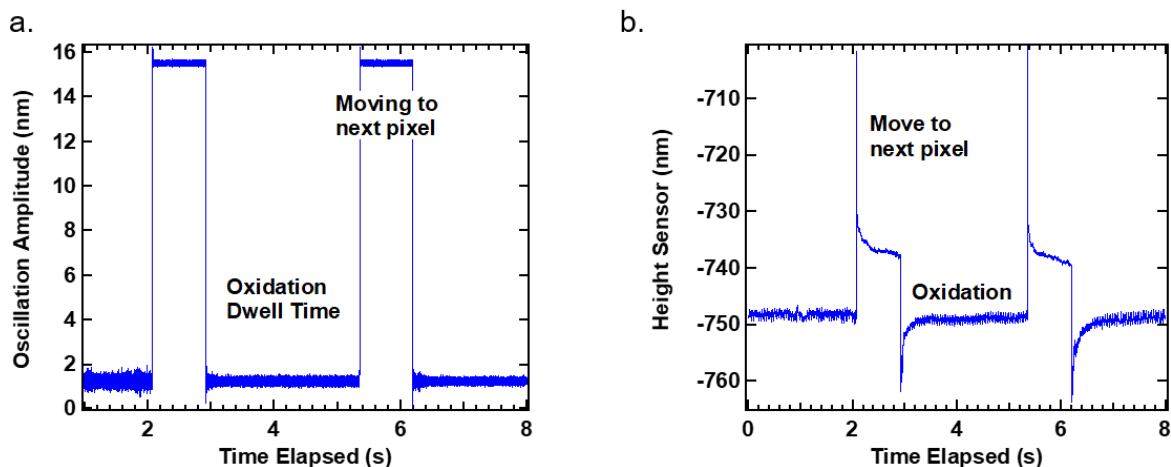 a.
16
14
12
10
8
6
4
2
0
Oscillation Amplitude (nm)
Moving to
next pixel
Oxidation
Dwell Time
2
4
6
8
Time Elapsed (s)
b.
-710
-720
-730
-740
-750
-760
Height Sensor (nm)
Move to
next pixel
Oxidation
0
2
4
6
8
Time Elapsed (s)